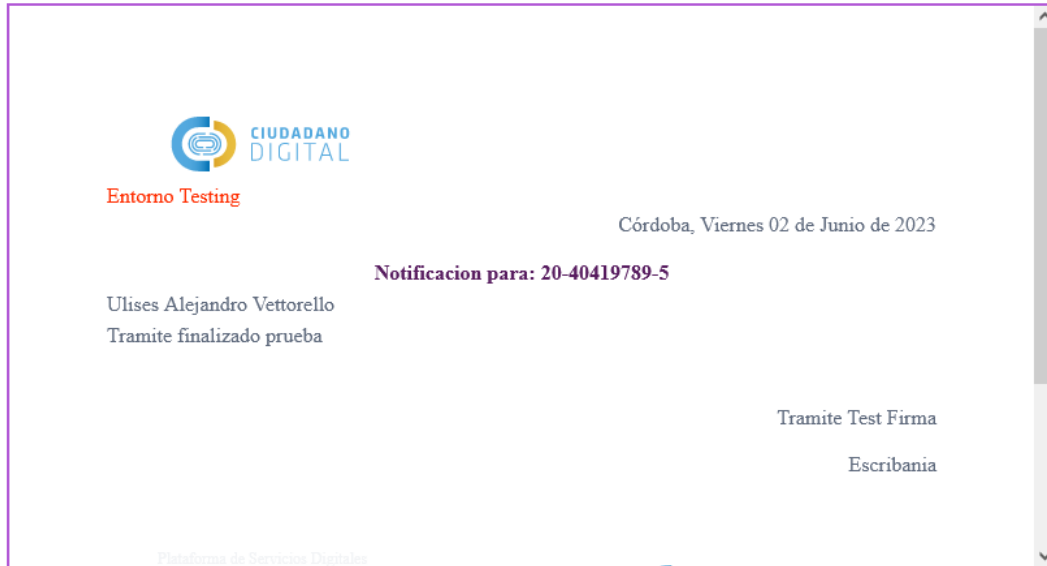 CIUDADANO
DIGITAL
Entorno Testing
Córdoba, Viernes 02 de Junio de 2023
Notificacion para: 20-40419789-5
Ulises Alejandro Vettorello
Tramite finalizado prueba
Tramite Test Firma
Escribania
Plataforma de Servicios Digitales